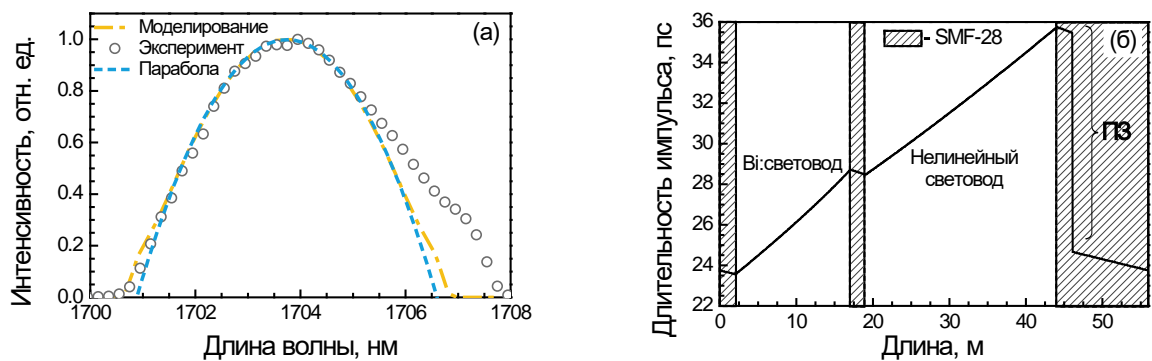 Интенсивность, отн. ед.
1.0
0.8
0.6
0.4
0.2
0.0
Моделирование
Эксперимент
Парабола
(а)
1700 1702 1704 1706 1708
Длина волны, нм
Длительность импульса, пс
36
34
32
30
28
26
24
22
- SMF-28
(б)
ПЗ
Bi:световод
Нелинейный
световод
0 10 20 30 40 50
Длина, м